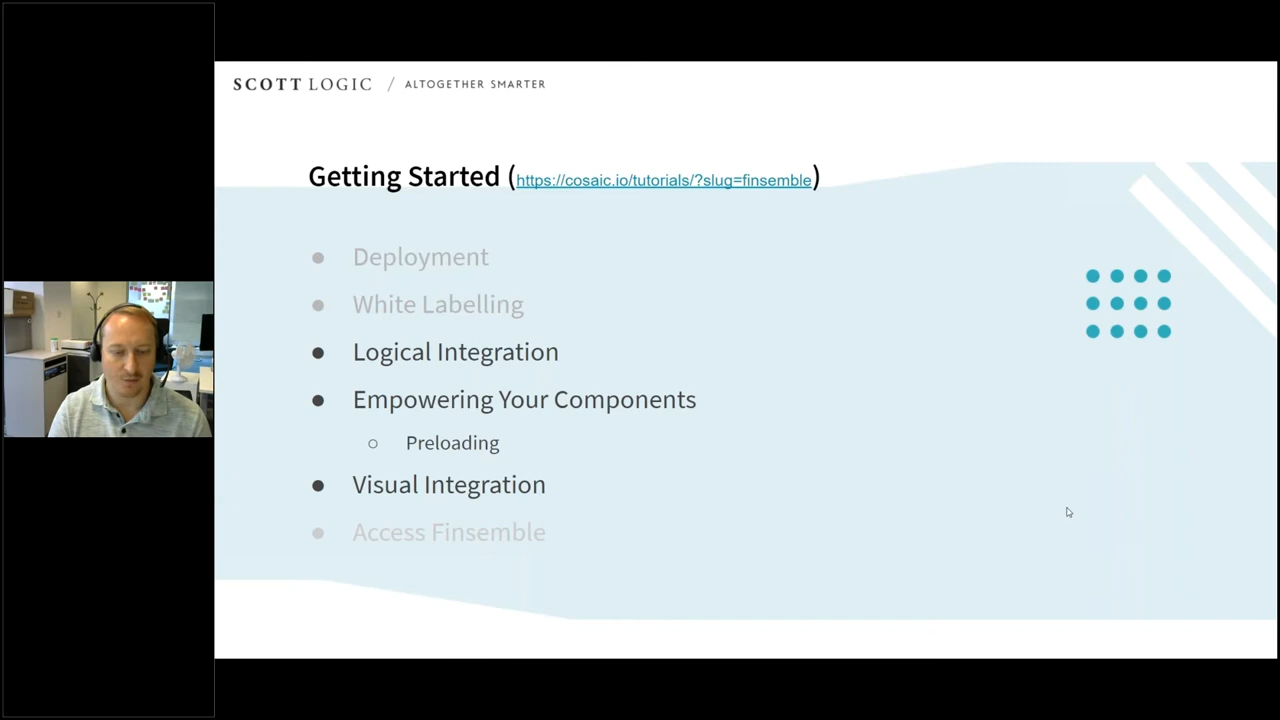 SCOTT LOGIC / ALTOGETHER SMARTER
Getting Started (https://cosaic.io/tutorials/?slug=finsemble)
● Deployment
● White Labelling
● Logical Integration
● Empowering Your Components
○ Preloading
● Visual Integration
● Access Finsemble